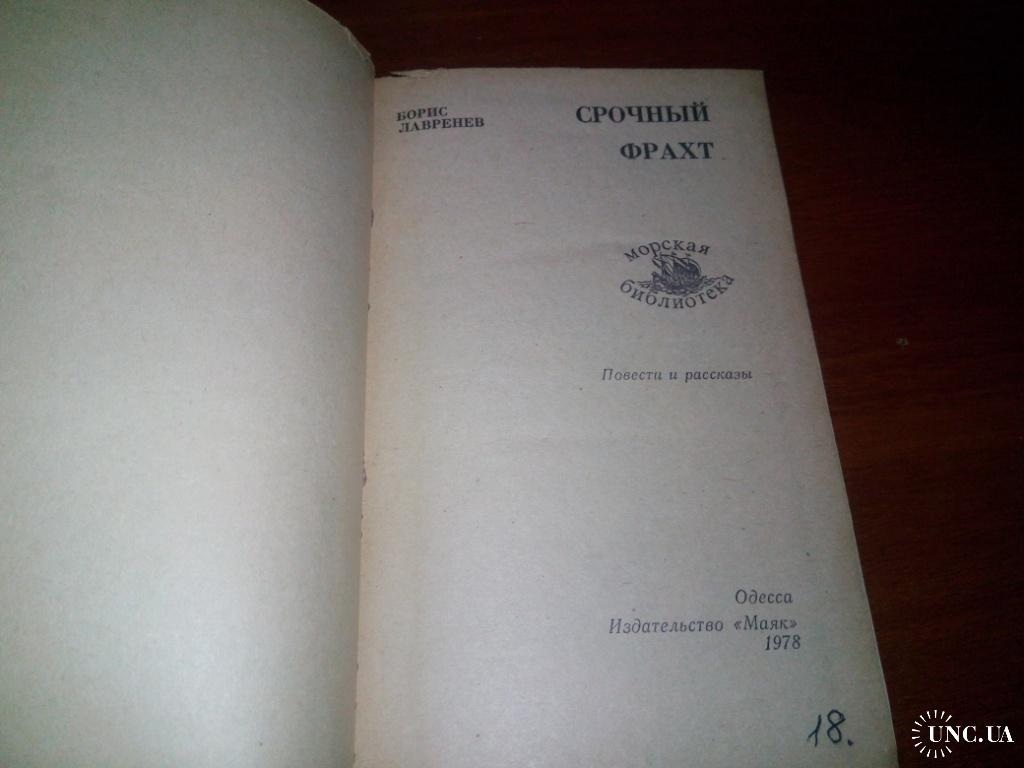 БОРИС
ЛАВРЕНЕВ
СРОЧНЫЙ
ФРАХТ
морская
библиотека
Повести и рассказы
Одесса
Издательство «Маяк»
1978
18.
UNC.UA